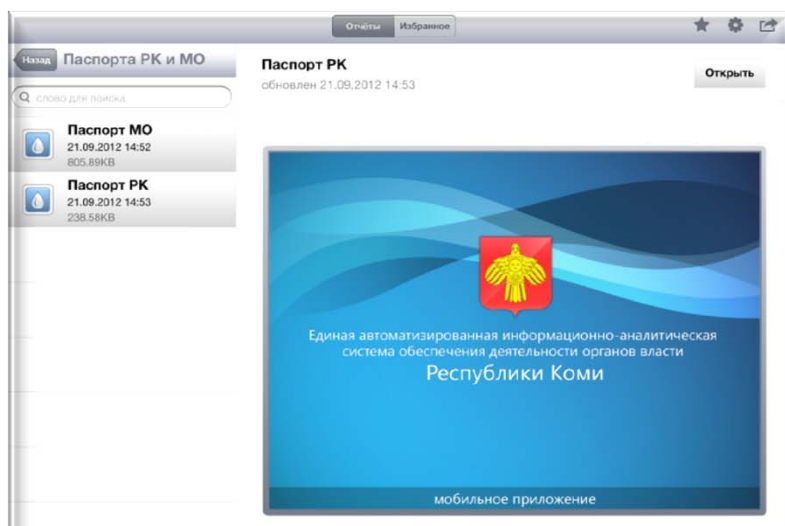 Отчёты Избранное
Назад Паспорта РК и МО
слово для поиска
Паспорт МО
21.09.2012 14:52
805.89KB
Паспорт РК
21.09.2012 14:53
238.58KB
Паспорт РК
обновлен 21.09.2012 14:53
Открыть
Единая автоматизированная информационно-аналитическая
система обеспечения деятельности органов власти
Республики Коми
мобильное приложение